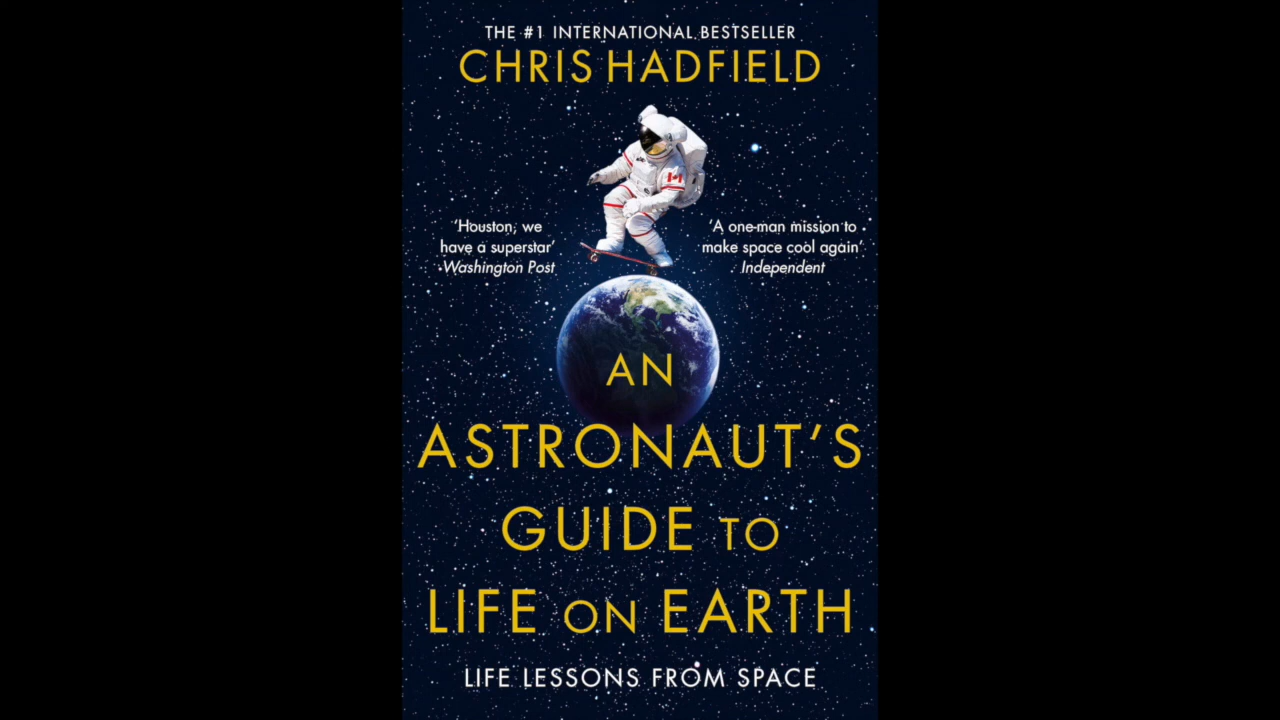 THE #1 INTERNATIONAL BESTSELLER
CHRIS HADFIELD
'Houston, we
have a superstar'
Washington Post
'A one-man mission to
make space cool again'
Independent
AN
ASTRONAUT'S
GUIDE TO
LIFE ON EARTH
LIFE LESSONS FROM SPACE